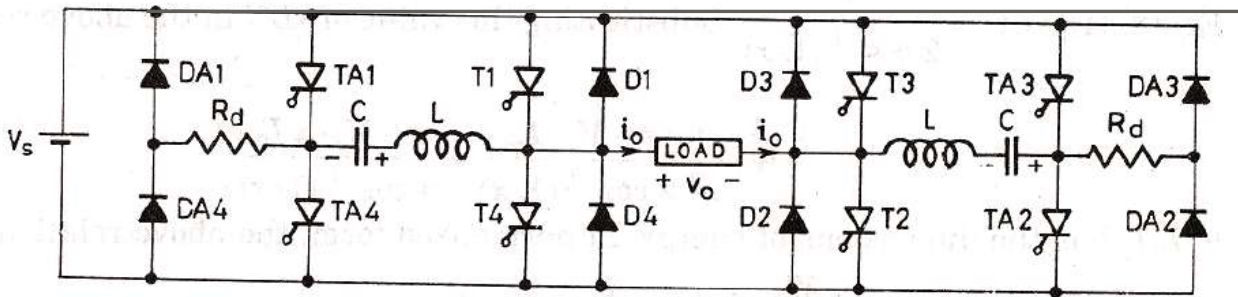 DA1 TA1 T1 D1 D3 T3 TA3 DA3
Rd C L L C Rd
Vs
− + io LOAD io - +
+ vo −
DA4 TA4 T4 D4 D2 T2 TA2 DA2